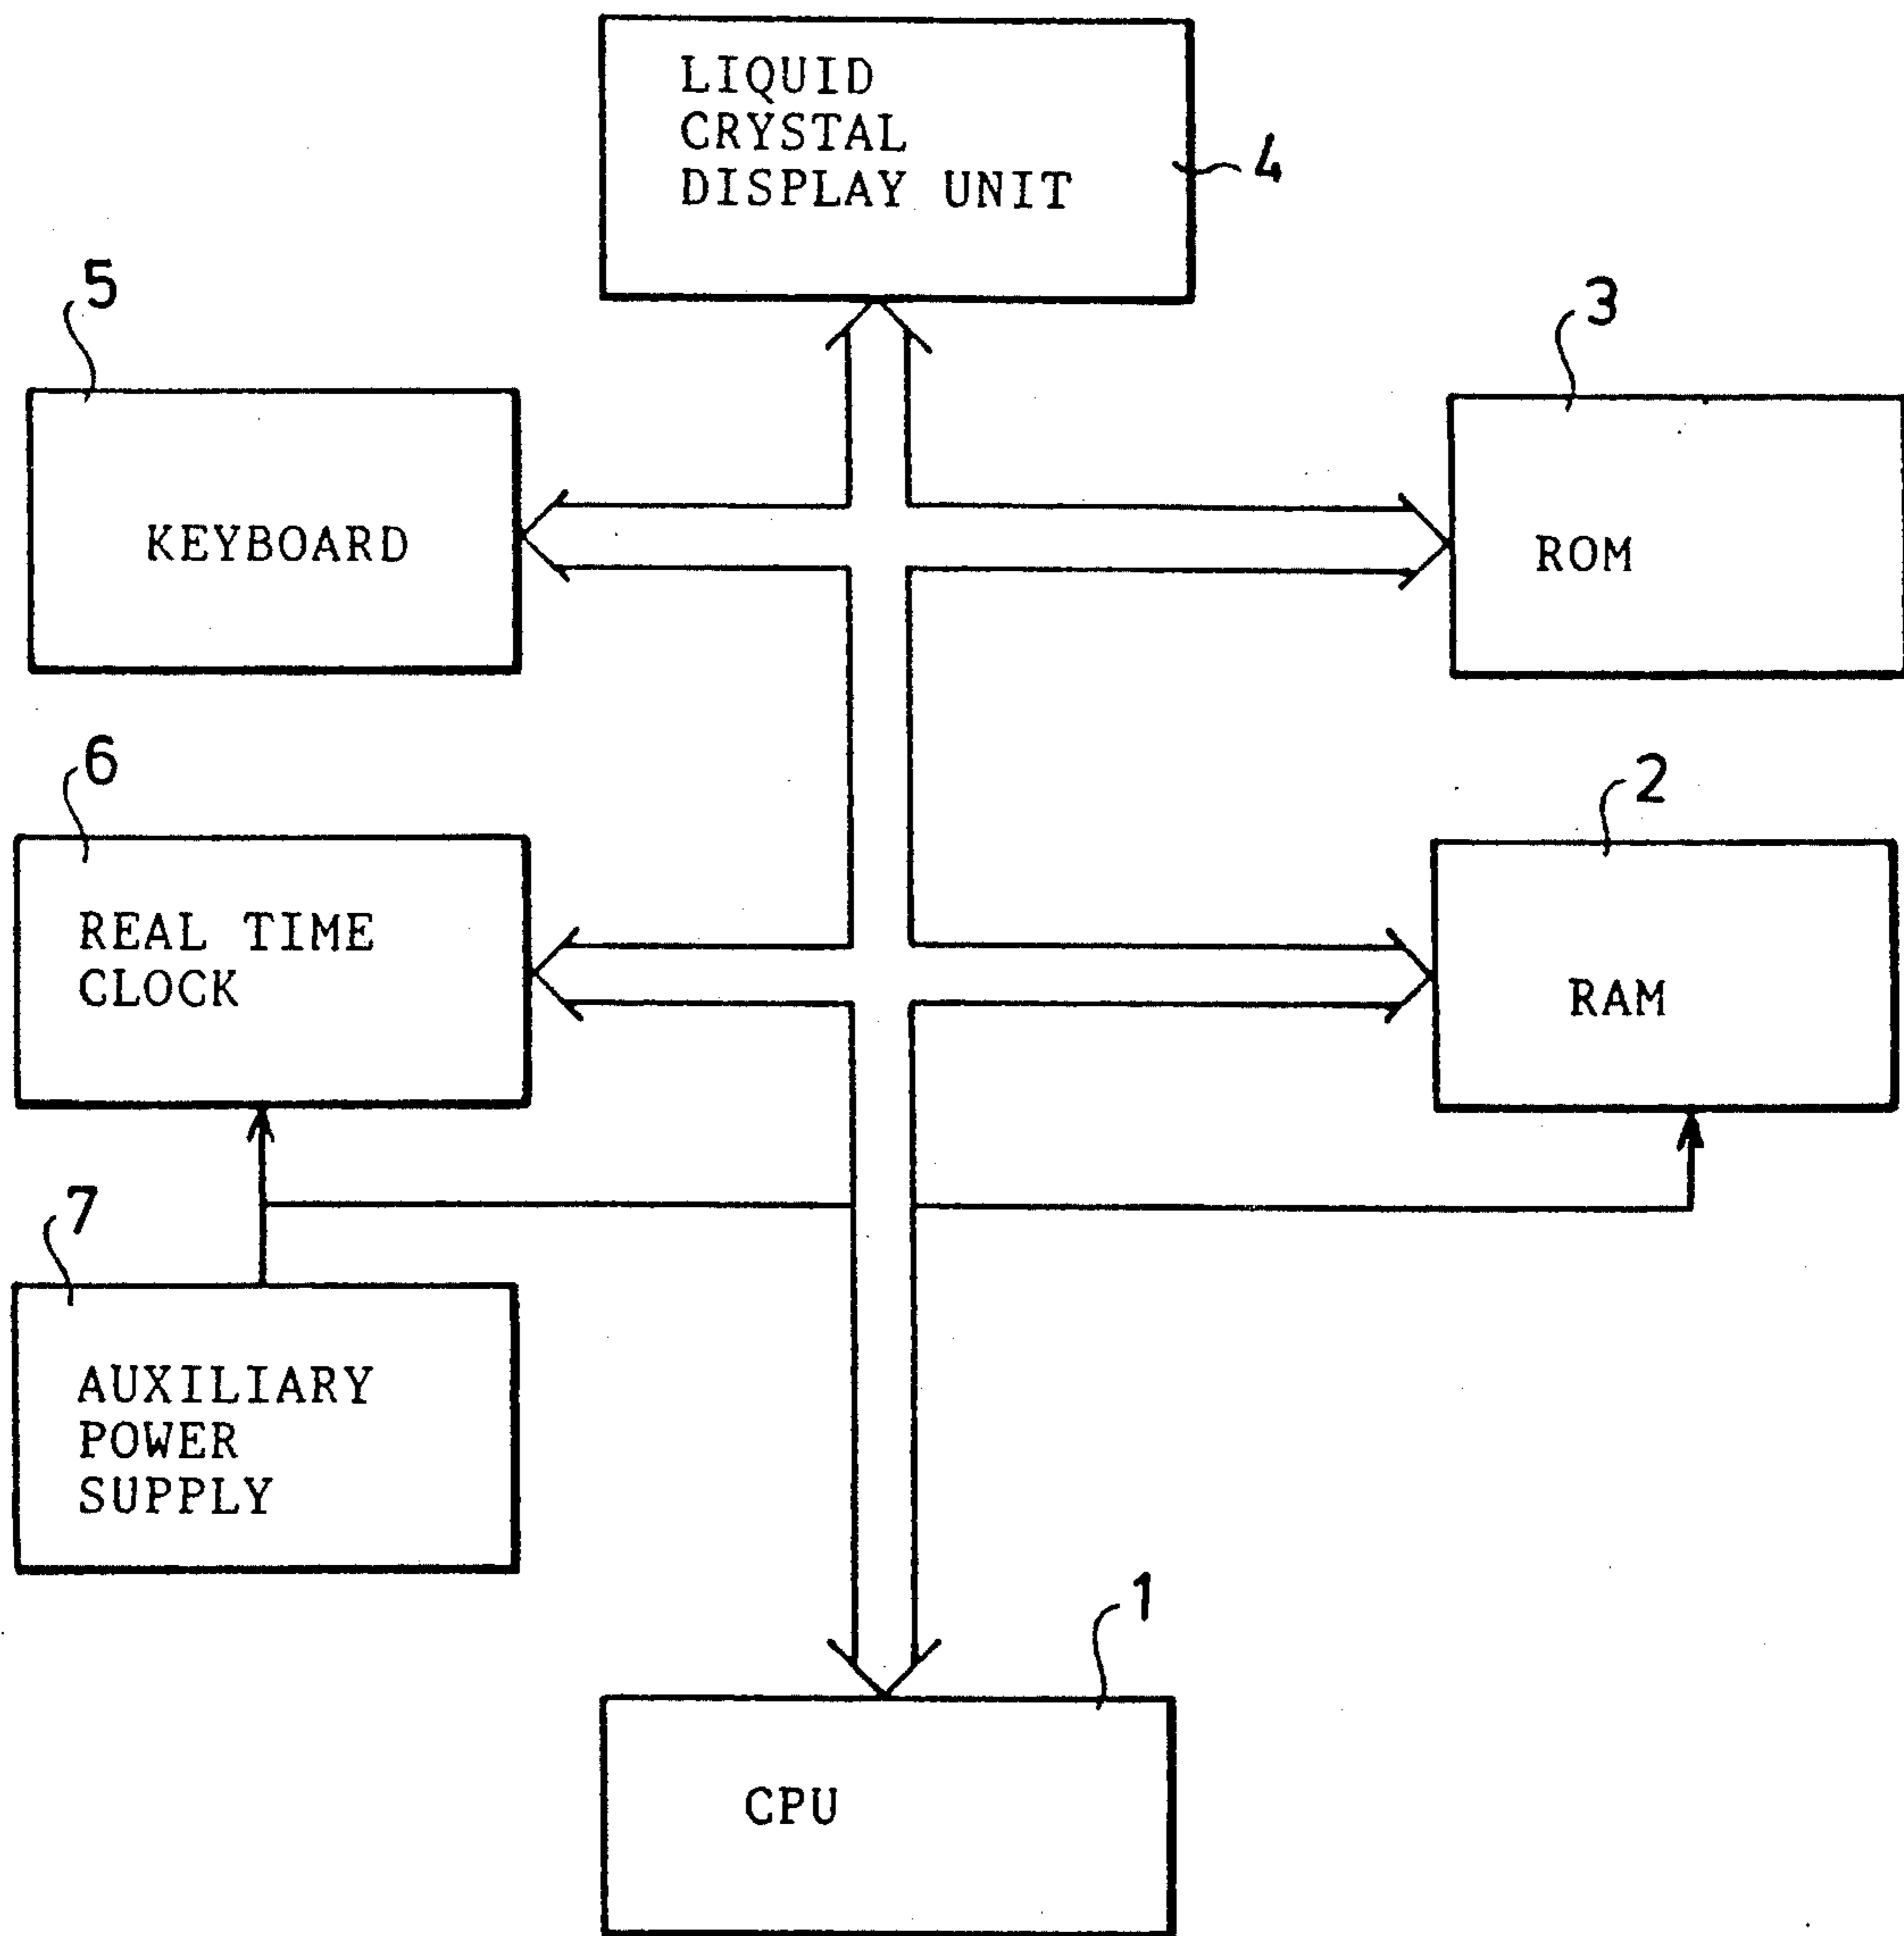 LIQUID
CRYSTAL
DISPLAY UNIT
4
5
KEYBOARD
3
ROM
6
REAL TIME
CLOCK
2
RAM
7
AUXILIARY
POWER
SUPPLY
1
CPU